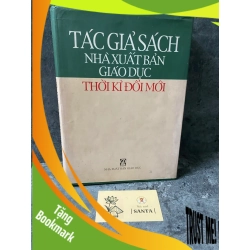 TÁC GIẢ SÁCH
NHÀ XUẤT BẢN
GIÁO DỤC
THỜI KÌ ĐỔI MỚI
SANTA
Tặng
Bookmark
TRUST ME!